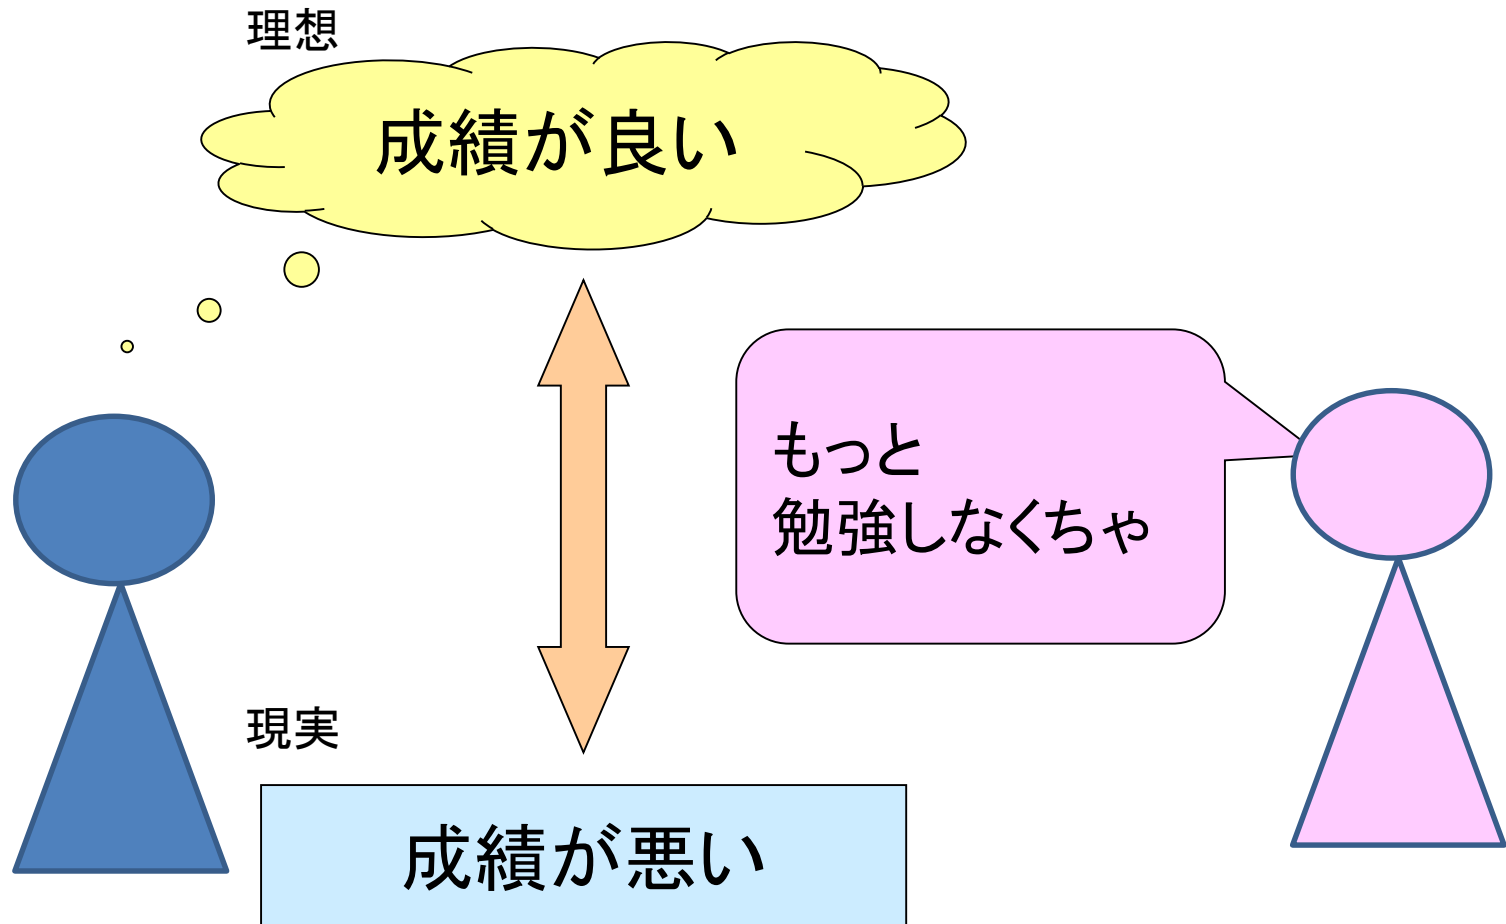 理想
成績が良い
もっと
勉強しなくちゃ
現実
成績が悪い